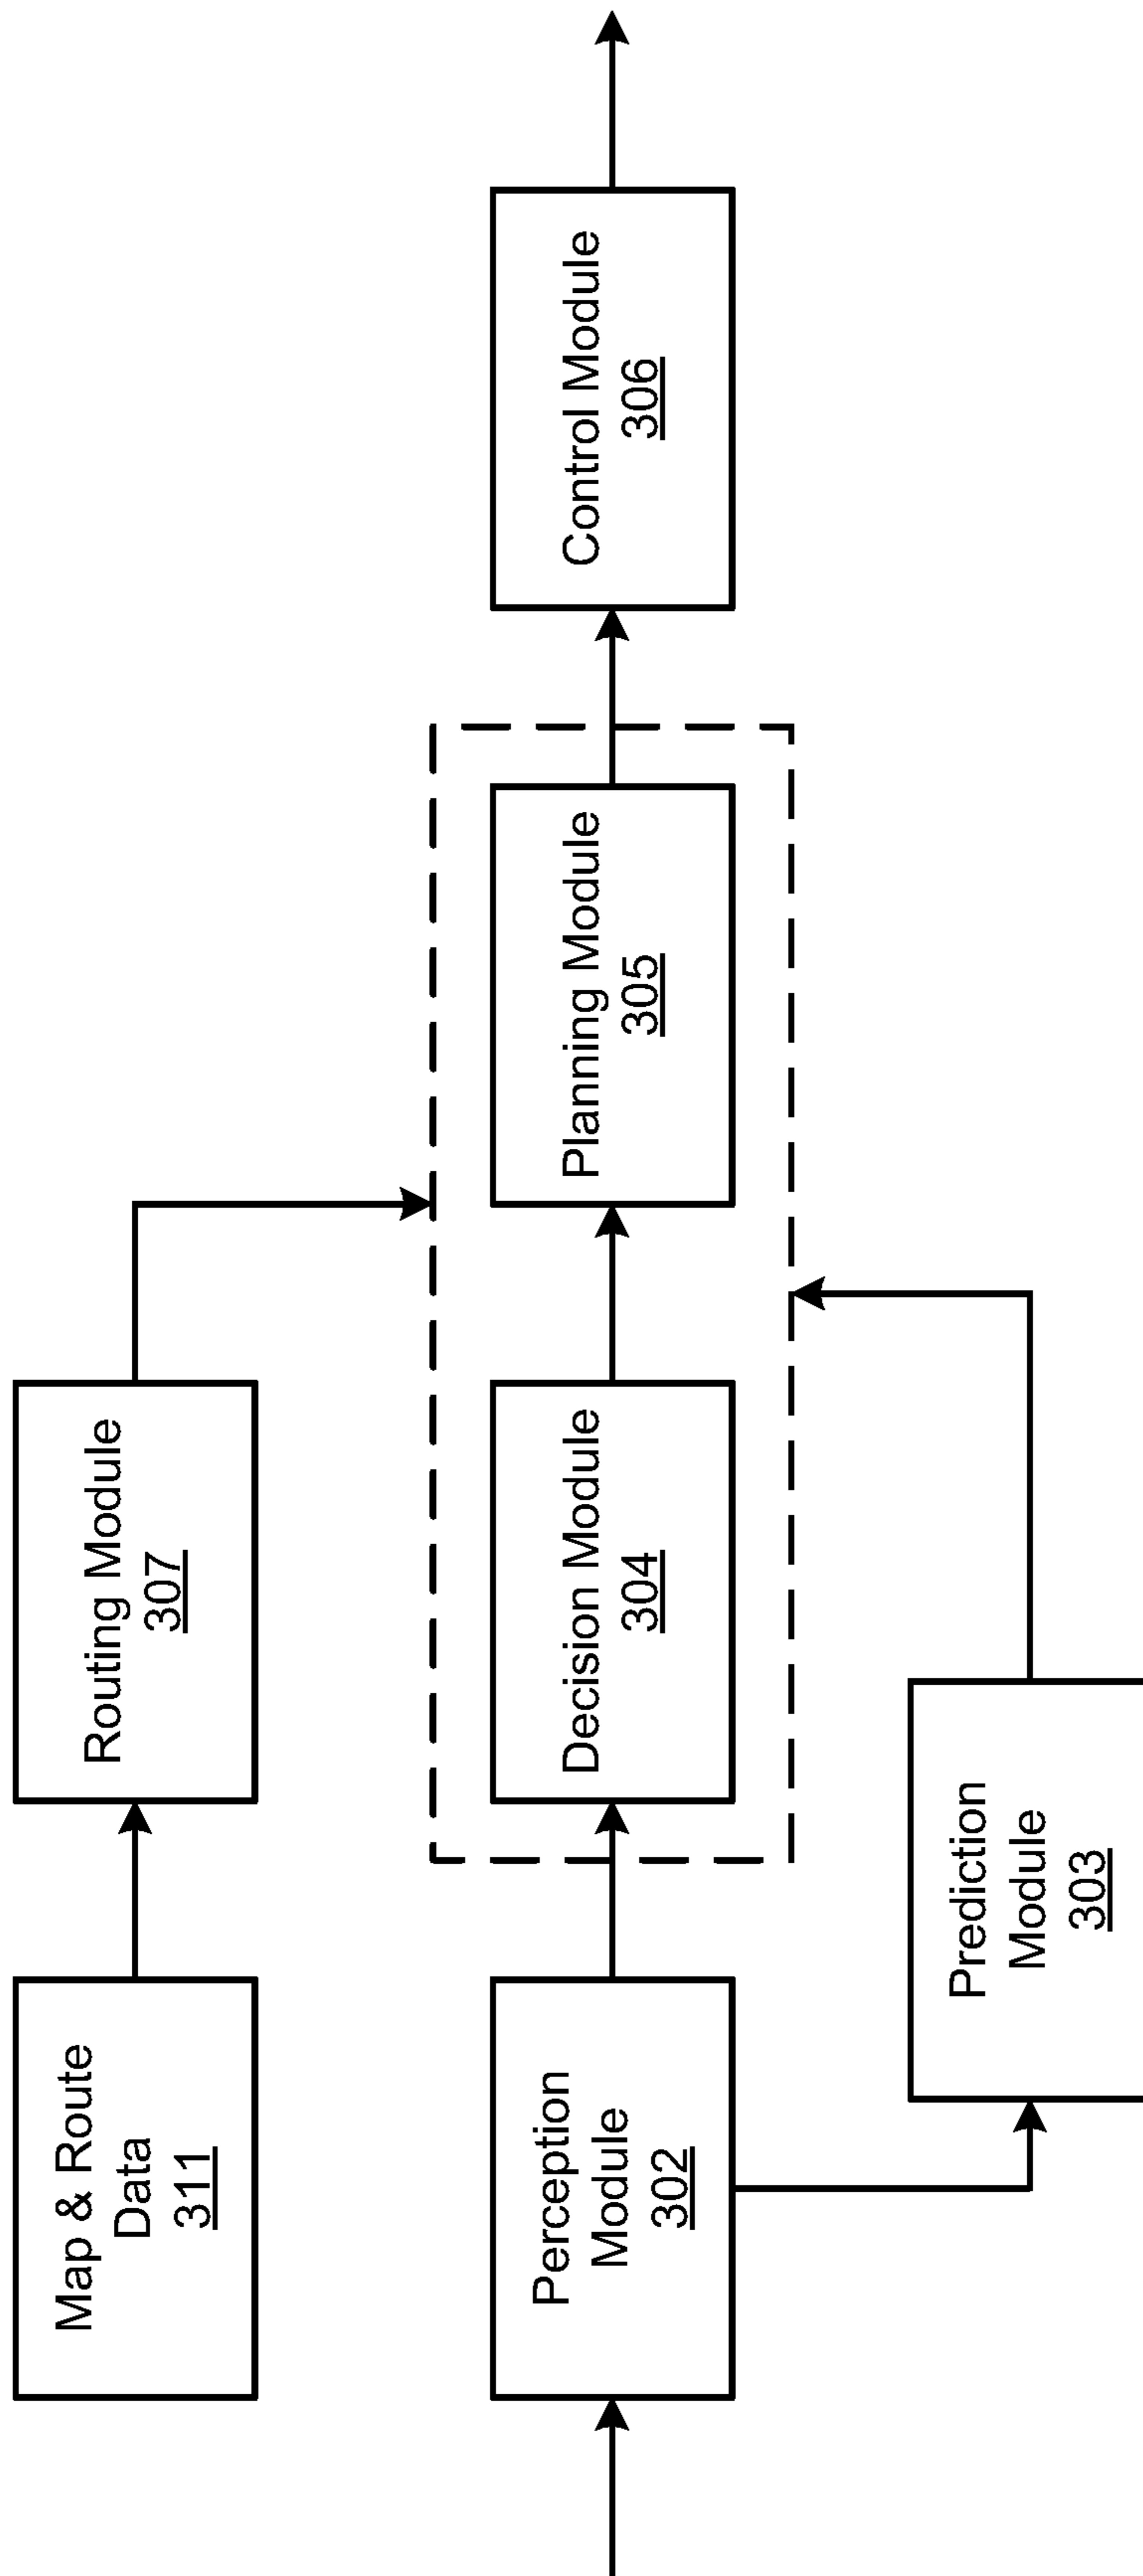 Map & Route
Data
311
Routing Module
307
Perception
Module
302
Decision Module
304
Planning Module
305
Control Module
306
Prediction
Module
303